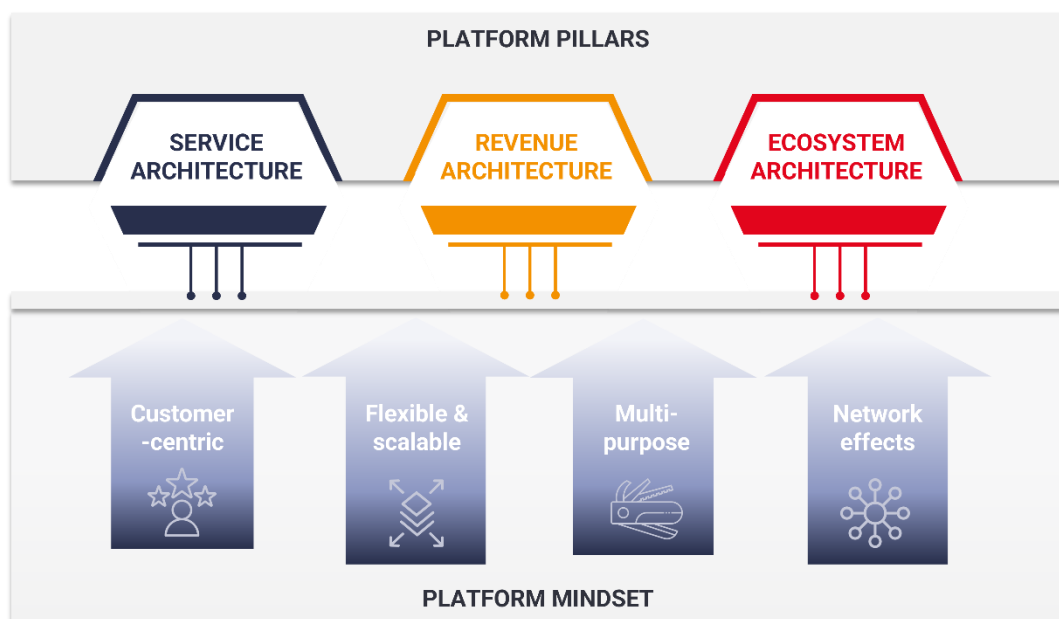 PLATFORM PILLARS
SERVICE
ARCHITECTURE
REVENUE
ARCHITECTURE
ECOSYSTEM
ARCHITECTURE
Customer
-centric
Flexible &
scalable
Multi-
purpose
Network
effects
PLATFORM MINDSET